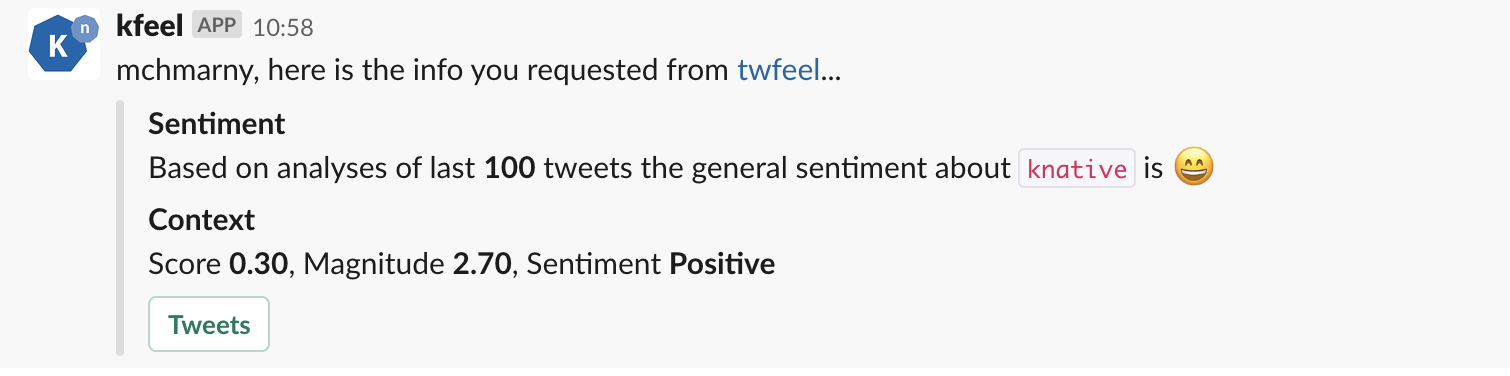 K n
kfeel APP 10:58
mchmarny, here is the info you requested from twfeel...
Sentiment
Based on analyses of last 100 tweets the general sentiment about knative is 😄
Context
Score 0.30, Magnitude 2.70, Sentiment Positive
Tweets